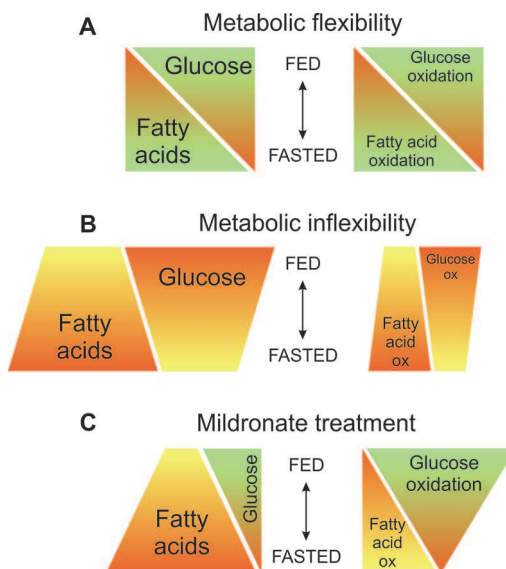 A Metabolic flexibility
Glucose
Fatty
acids
FED
FASTED
Glucose
oxidation
Fatty acid
oxidation
B Metabolic inflexibility
Glucose
Fatty
acids
FED
FASTED
Glucose
ox
Fatty
acid
ox
C Mildronate treatment
Fatty
acids
Glucose
FED
FASTED
Glucose
oxidation
Fatty
acid
ox